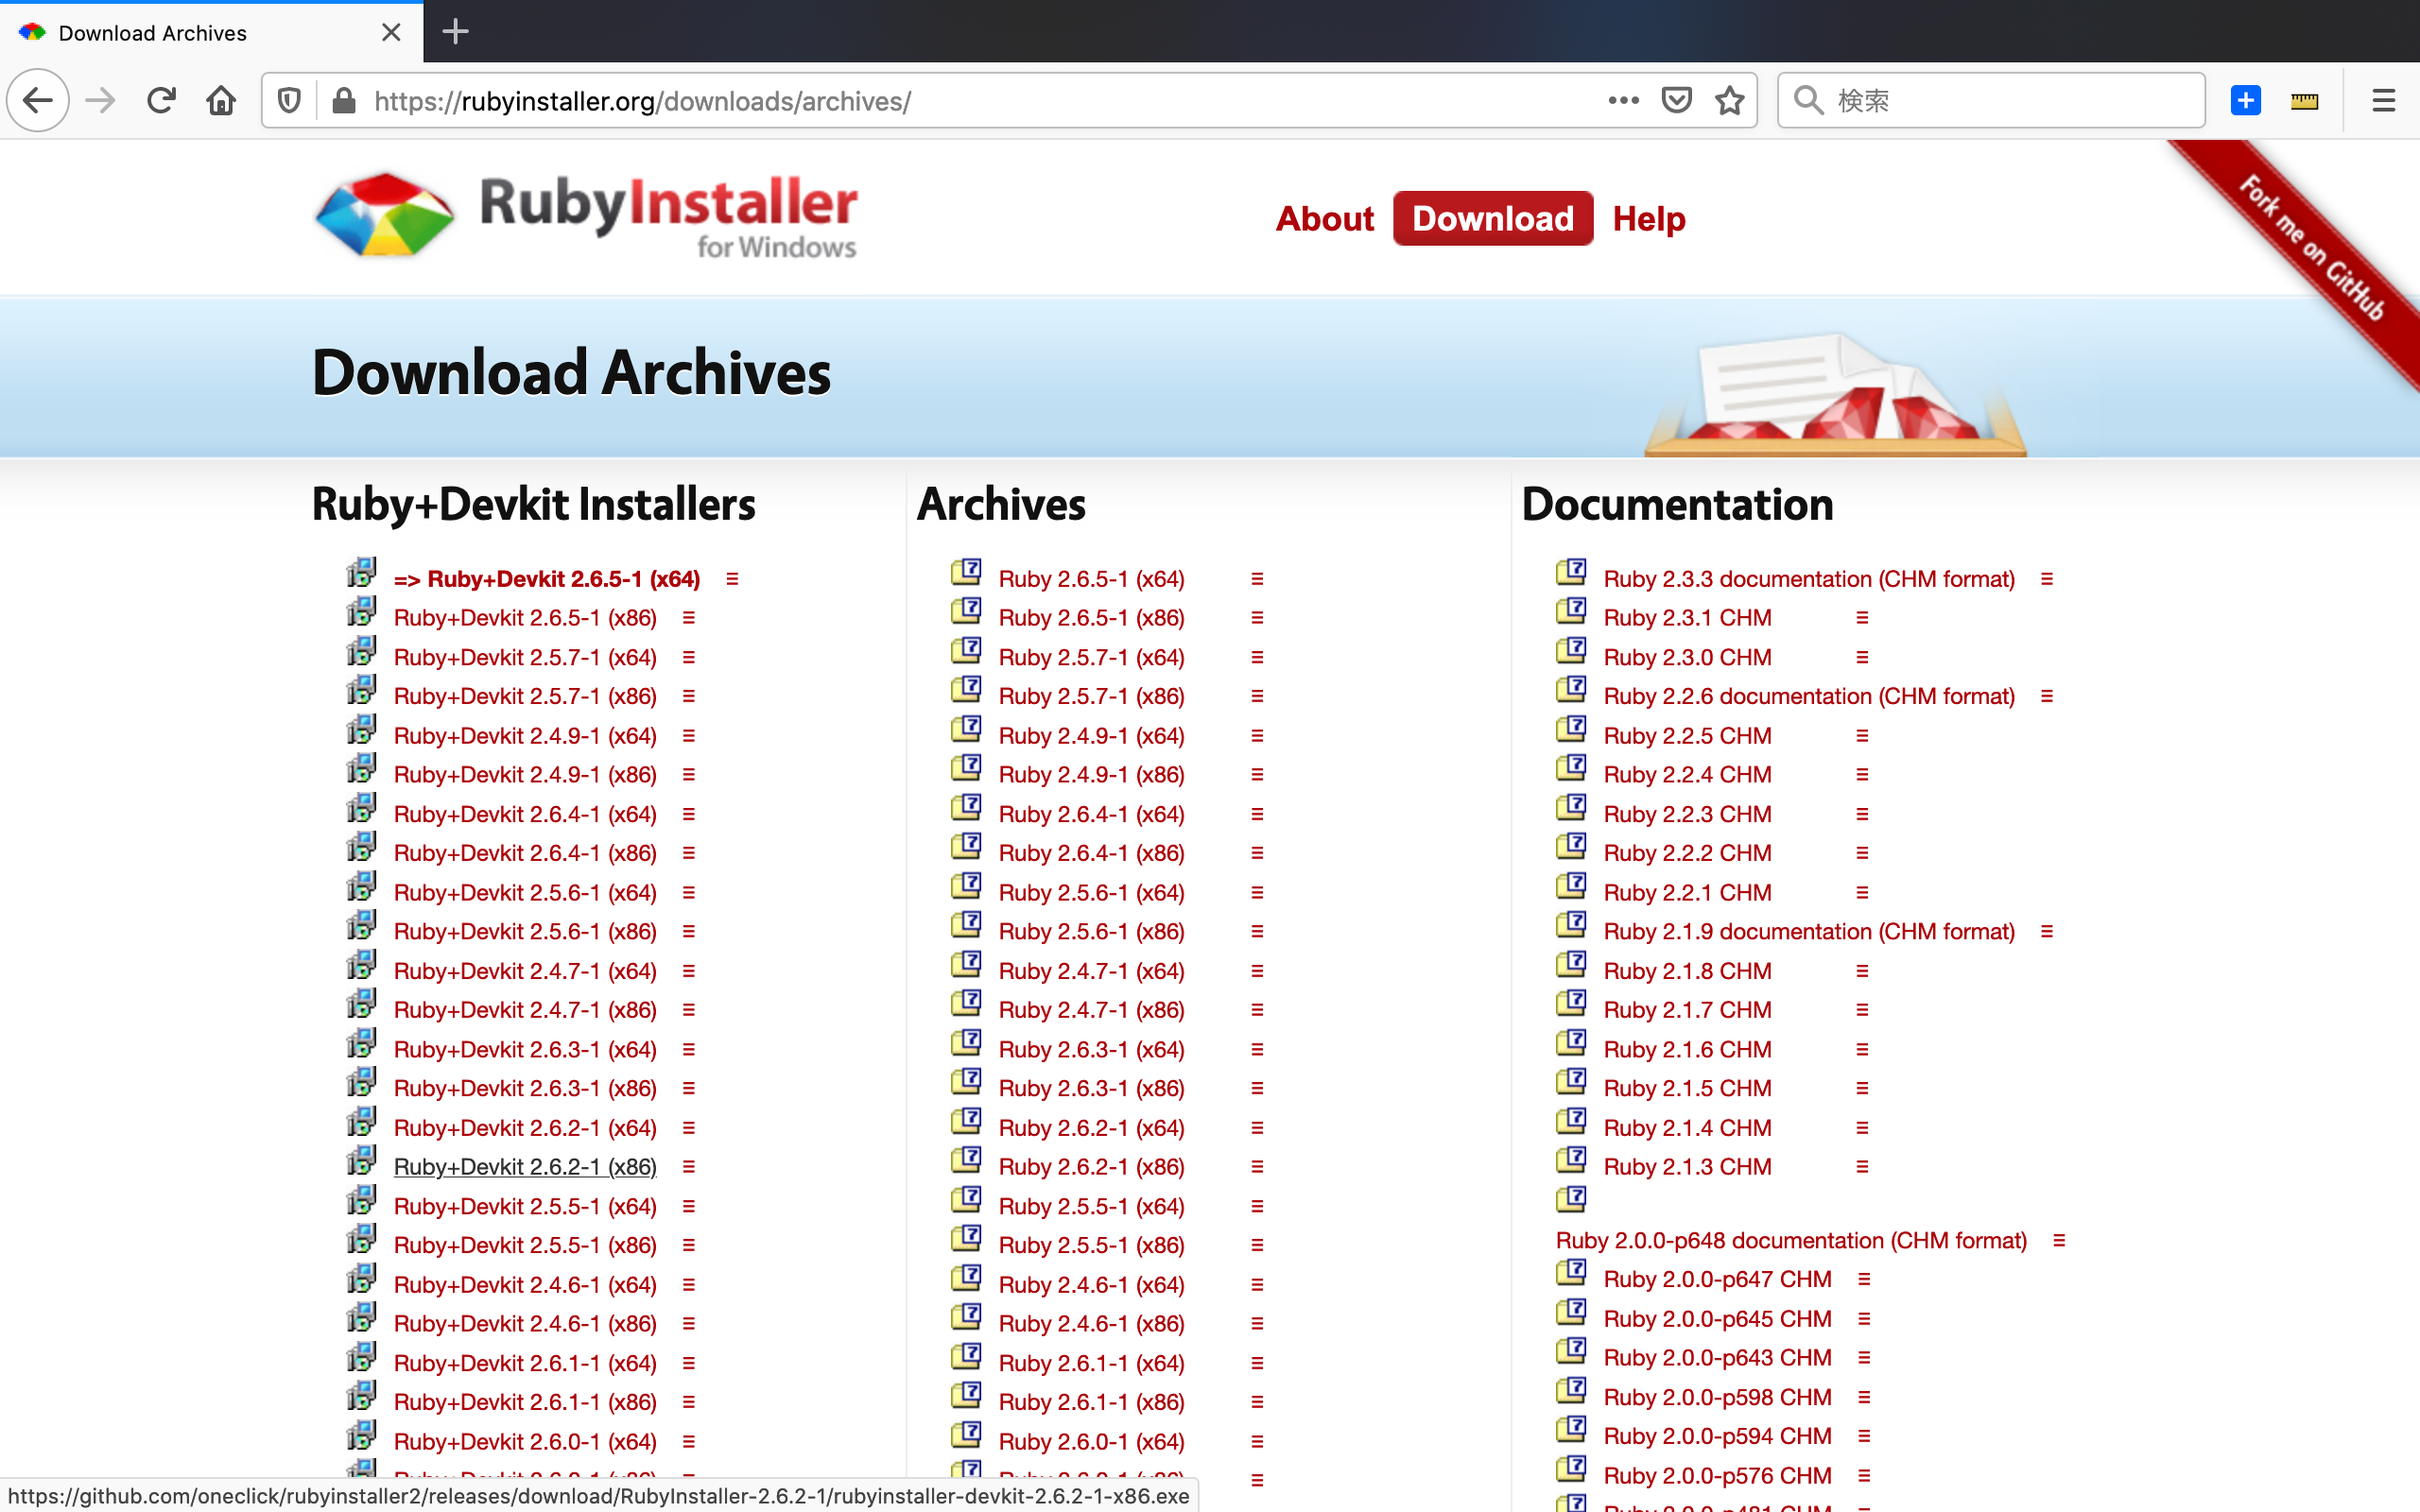 Download Archives
https://rubyinstaller.org/downloads/archives/
検索
RubyInstaller
for Windows
About
Download
Help
Fork me on GitHub
Download Archives
Ruby+Devkit Installers
=> Ruby+Devkit 2.6.5-1 (x64)
Ruby+Devkit 2.6.5-1 (x86)
Ruby+Devkit 2.5.7-1 (x64)
Ruby+Devkit 2.5.7-1 (x86)
Ruby+Devkit 2.4.9-1 (x64)
Ruby+Devkit 2.4.9-1 (x86)
Ruby+Devkit 2.6.4-1 (x64)
Ruby+Devkit 2.6.4-1 (x86)
Ruby+Devkit 2.5.6-1 (x64)
Ruby+Devkit 2.5.6-1 (x86)
Ruby+Devkit 2.4.7-1 (x64)
Ruby+Devkit 2.4.7-1 (x86)
Ruby+Devkit 2.6.3-1 (x64)
Ruby+Devkit 2.6.3-1 (x86)
Ruby+Devkit 2.6.2-1 (x64)
Ruby+Devkit 2.6.2-1 (x86)
Ruby+Devkit 2.5.5-1 (x64)
Ruby+Devkit 2.5.5-1 (x86)
Ruby+Devkit 2.4.6-1 (x64)
Ruby+Devkit 2.4.6-1 (x86)
Ruby+Devkit 2.6.1-1 (x64)
Ruby+Devkit 2.6.1-1 (x86)
Ruby+Devkit 2.6.0-1 (x64)
Archives
Ruby 2.6.5-1 (x64)
Ruby 2.6.5-1 (x86)
Ruby 2.5.7-1 (x64)
Ruby 2.5.7-1 (x86)
Ruby 2.4.9-1 (x64)
Ruby 2.4.9-1 (x86)
Ruby 2.6.4-1 (x64)
Ruby 2.6.4-1 (x86)
Ruby 2.5.6-1 (x64)
Ruby 2.5.6-1 (x86)
Ruby 2.4.7-1 (x64)
Ruby 2.4.7-1 (x86)
Ruby 2.6.3-1 (x64)
Ruby 2.6.3-1 (x86)
Ruby 2.6.2-1 (x64)
Ruby 2.6.2-1 (x86)
Ruby 2.5.5-1 (x64)
Ruby 2.5.5-1 (x86)
Ruby 2.4.6-1 (x64)
Ruby 2.4.6-1 (x86)
Ruby 2.6.1-1 (x64)
Ruby 2.6.1-1 (x86)
Ruby 2.6.0-1 (x64)
Documentation
Ruby 2.3.3 documentation (CHM format)
Ruby 2.3.1 CHM
Ruby 2.3.0 CHM
Ruby 2.2.6 documentation (CHM format)
Ruby 2.2.5 CHM
Ruby 2.2.4 CHM
Ruby 2.2.3 CHM
Ruby 2.2.2 CHM
Ruby 2.2.1 CHM
Ruby 2.1.9 documentation (CHM format)
Ruby 2.1.8 CHM
Ruby 2.1.7 CHM
Ruby 2.1.6 CHM
Ruby 2.1.5 CHM
Ruby 2.1.4 CHM
Ruby 2.1.3 CHM
Ruby 2.0.0-p648 documentation (CHM format)
Ruby 2.0.0-p647 CHM
Ruby 2.0.0-p645 CHM
Ruby 2.0.0-p643 CHM
Ruby 2.0.0-p598 CHM
Ruby 2.0.0-p594 CHM
Ruby 2.0.0-p576 CHM
https://github.com/oneclick/rubyinstaller2/releases/download/RubyInstaller-2.6.2-1/rubyinstaller-devkit-2.6.2-1-x86.exe